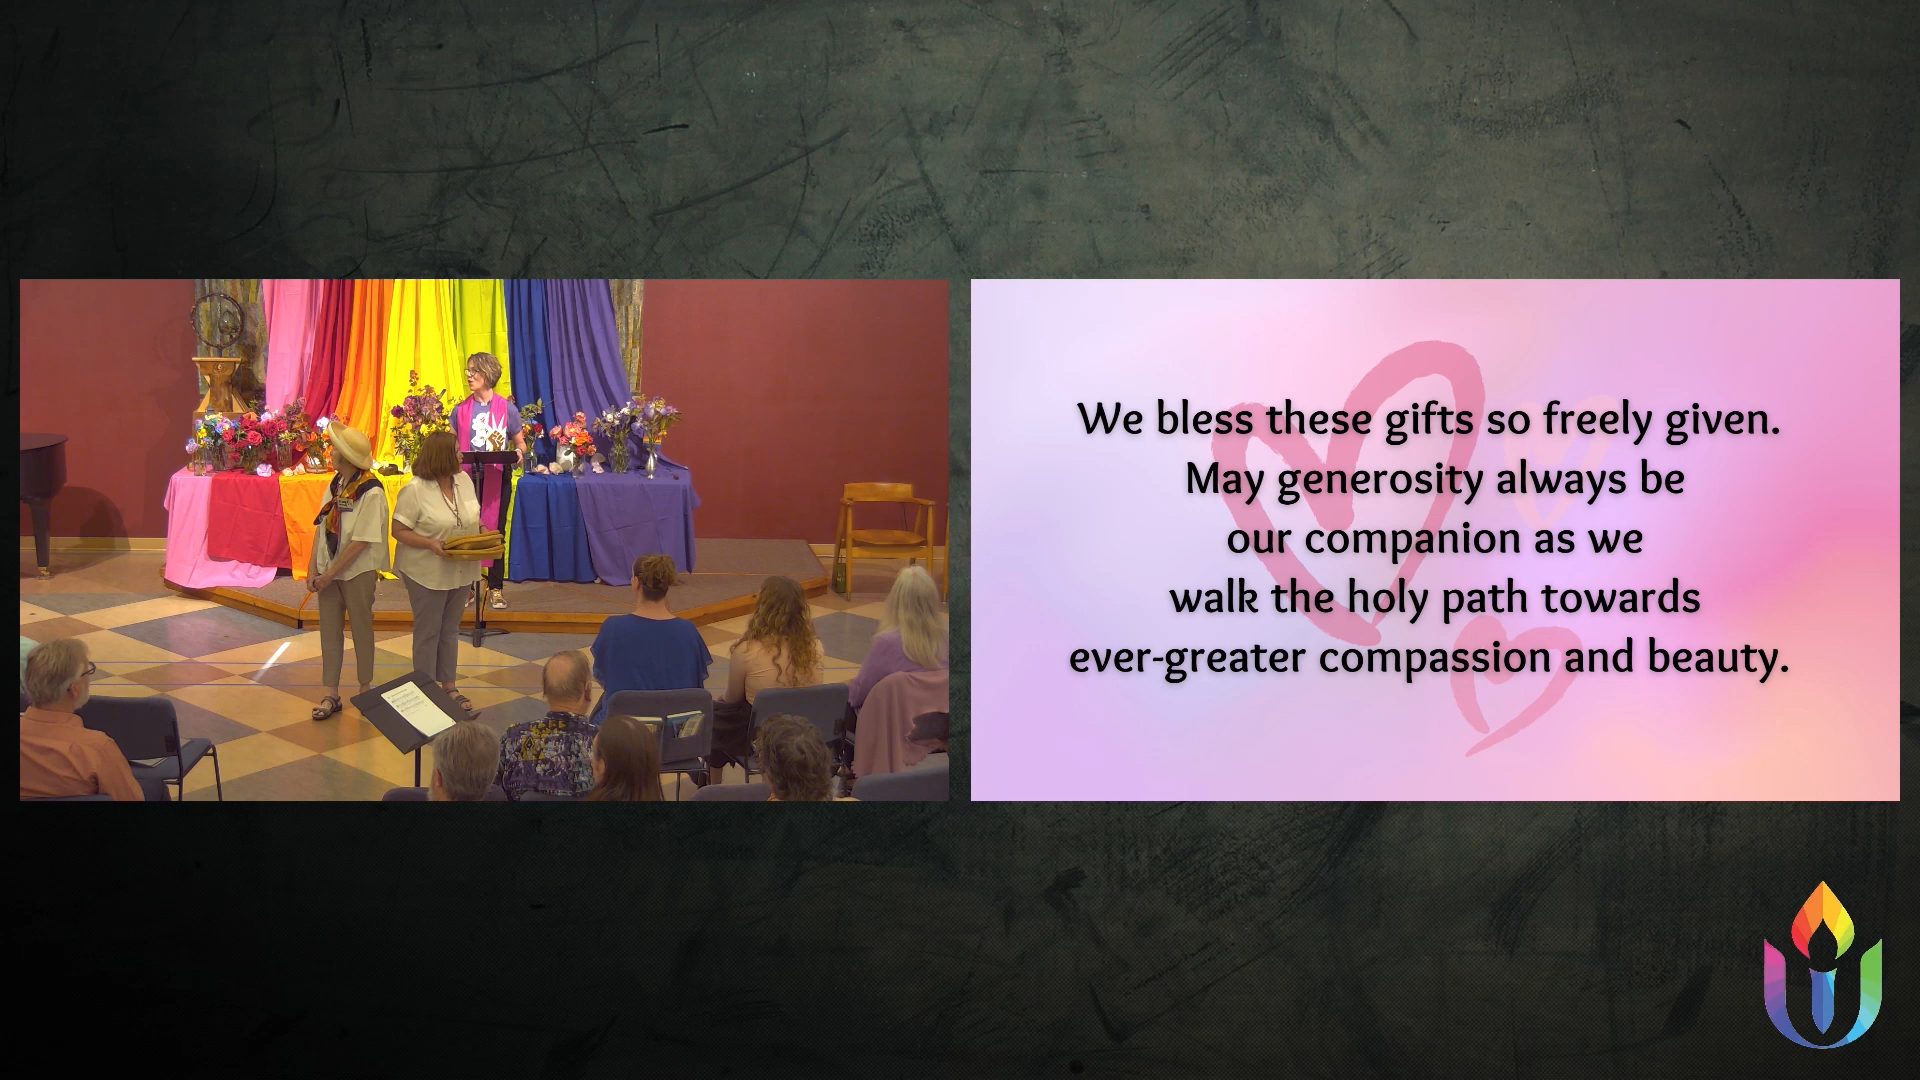 We bless these gifts so freely given.
May generosity always be
our companion as we
walk the holy path towards
ever-greater compassion and beauty.